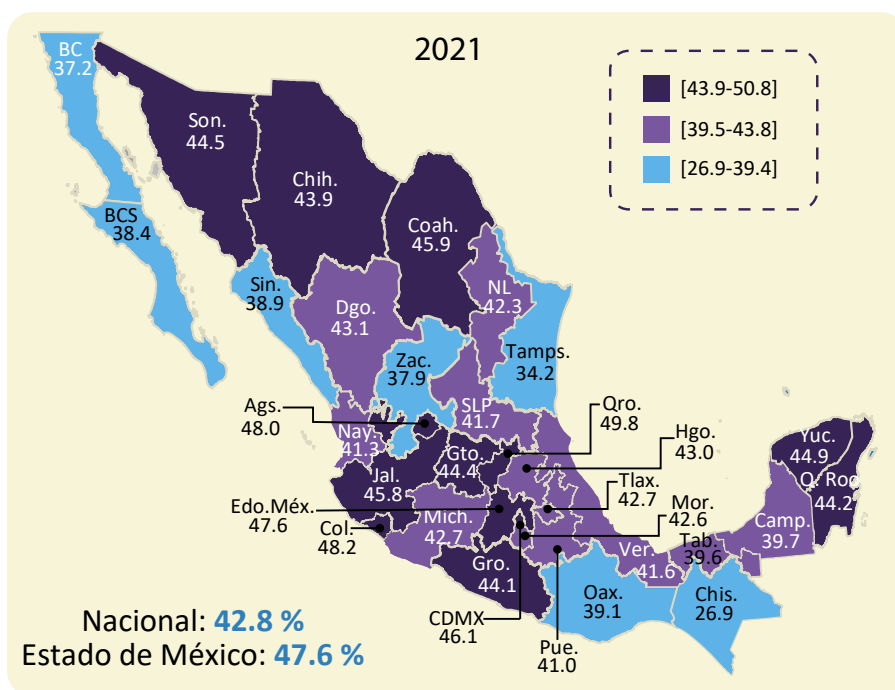 2021
[43.9-50.8]
[39.5-43.8]
[26.9-39.4]
BC
37.2
Son.
44.5
Chih.
43.9
BCS
38.4
Coah.
45.9
Sin.
38.9
Dgo.
43.1
NL
42.3
Zac.
37.9
Tamps.
34.2
Ags.
48.0
SLP
41.7
Qro.
49.8
Nay.
41.3
Gto.
44.4
Hgo.
43.0
Yuc.
44.9
Jal.
45.8
Q. Roo
44.2
Tlax.
42.7
Edo.Méx.
47.6
Mich.
42.7
Mor.
42.6
Camp.
39.7
Col.
48.2
Ver.
41.6
Tab.
39.6
Gro.
44.1
Oax.
39.1
Chis.
26.9
CDMX
46.1
Pue.
41.0
Nacional: 42.8 %
Estado de México: 47.6 %